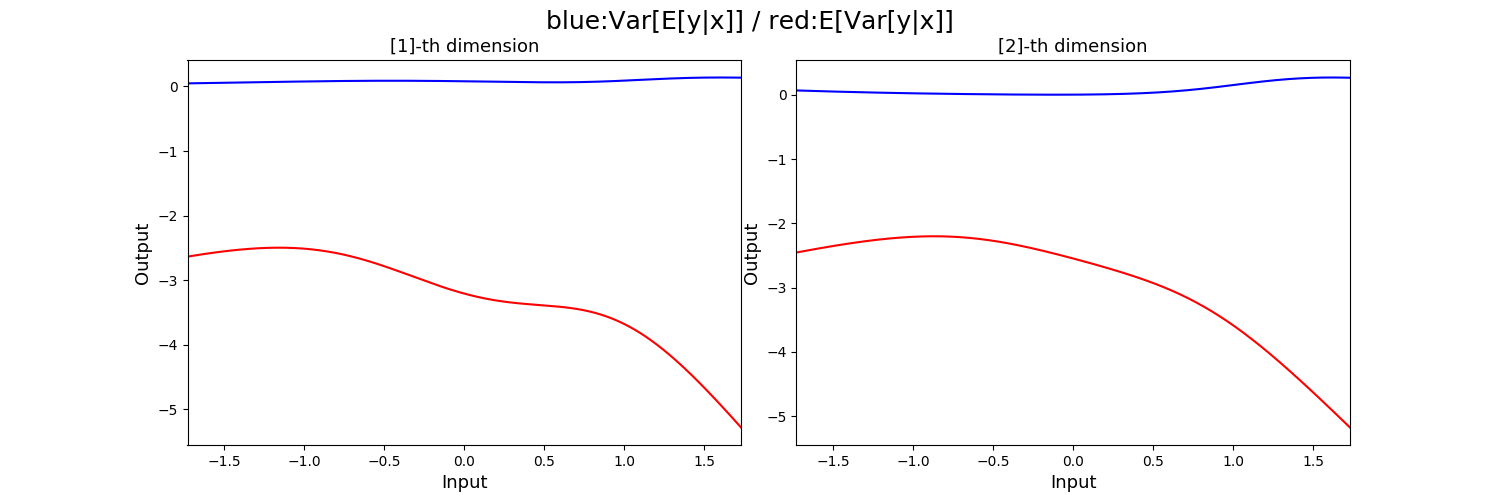 blue:Var[E[y|x]] / red:E[Var[y|x]]
[1]-th dimension
[2]-th dimension
0
−1
−2
−3
−4
−5
Output
−1.5 −1.0 −0.5 0.0 0.5 1.0 1.5
Input
0
−1
−2
−3
−4
−5
Output
−1.5 −1.0 −0.5 0.0 0.5 1.0 1.5
Input